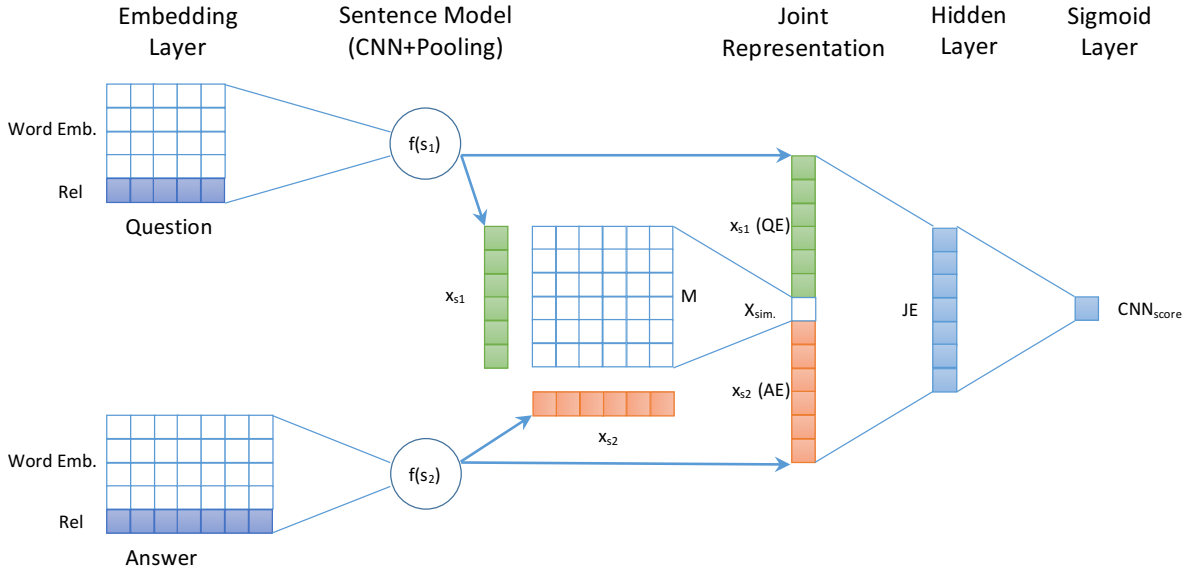 Embedding
Layer
Sentence Model
(CNN+Pooling)
Joint
Representation
Hidden
Layer
Sigmoid
Layer
Word Emb.
Rel
Question
f(s1)
xs1
M
xs1 (QE)
Xsim.
xs2 (AE)
JE
CNNscore
xs2
Word Emb.
Rel
Answer
f(s2)